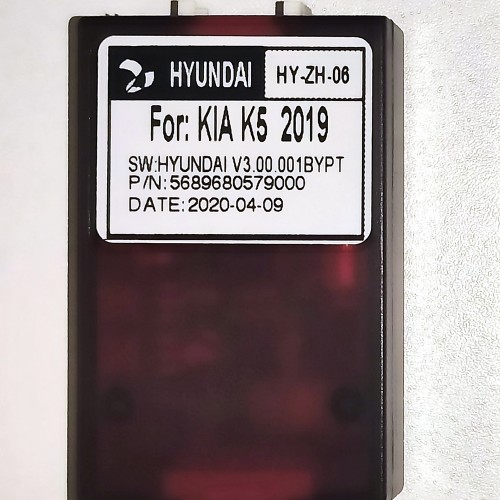 HYUNDAI HY-ZH-06
For: KIA K5 2019
SW:HYUNDAI V3.00.001BYPT
P/N: 5689680579000
DATE: 2020-04-09